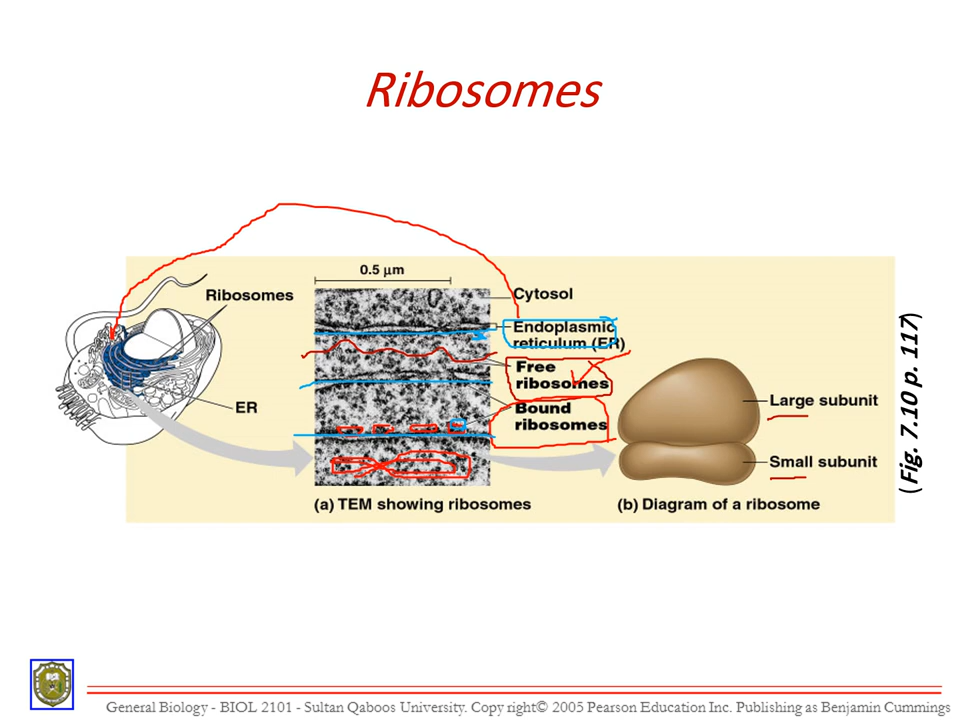 Ribosomes
0.5 μm
Ribosomes
Cytosol
Endoplasmic
reticulum (ER)
Free
ribosomes
Bound
ribosomes
ER
Large subunit
Small subunit
(a) TEM showing ribosomes
(b) Diagram of a ribosome
(Fig. 7.10 p. 117)
General Biology - BIOL 2101 - Sultan Qaboos University. Copy right© 2005 Pearson Education Inc. Publishing as Benjamin Cummings